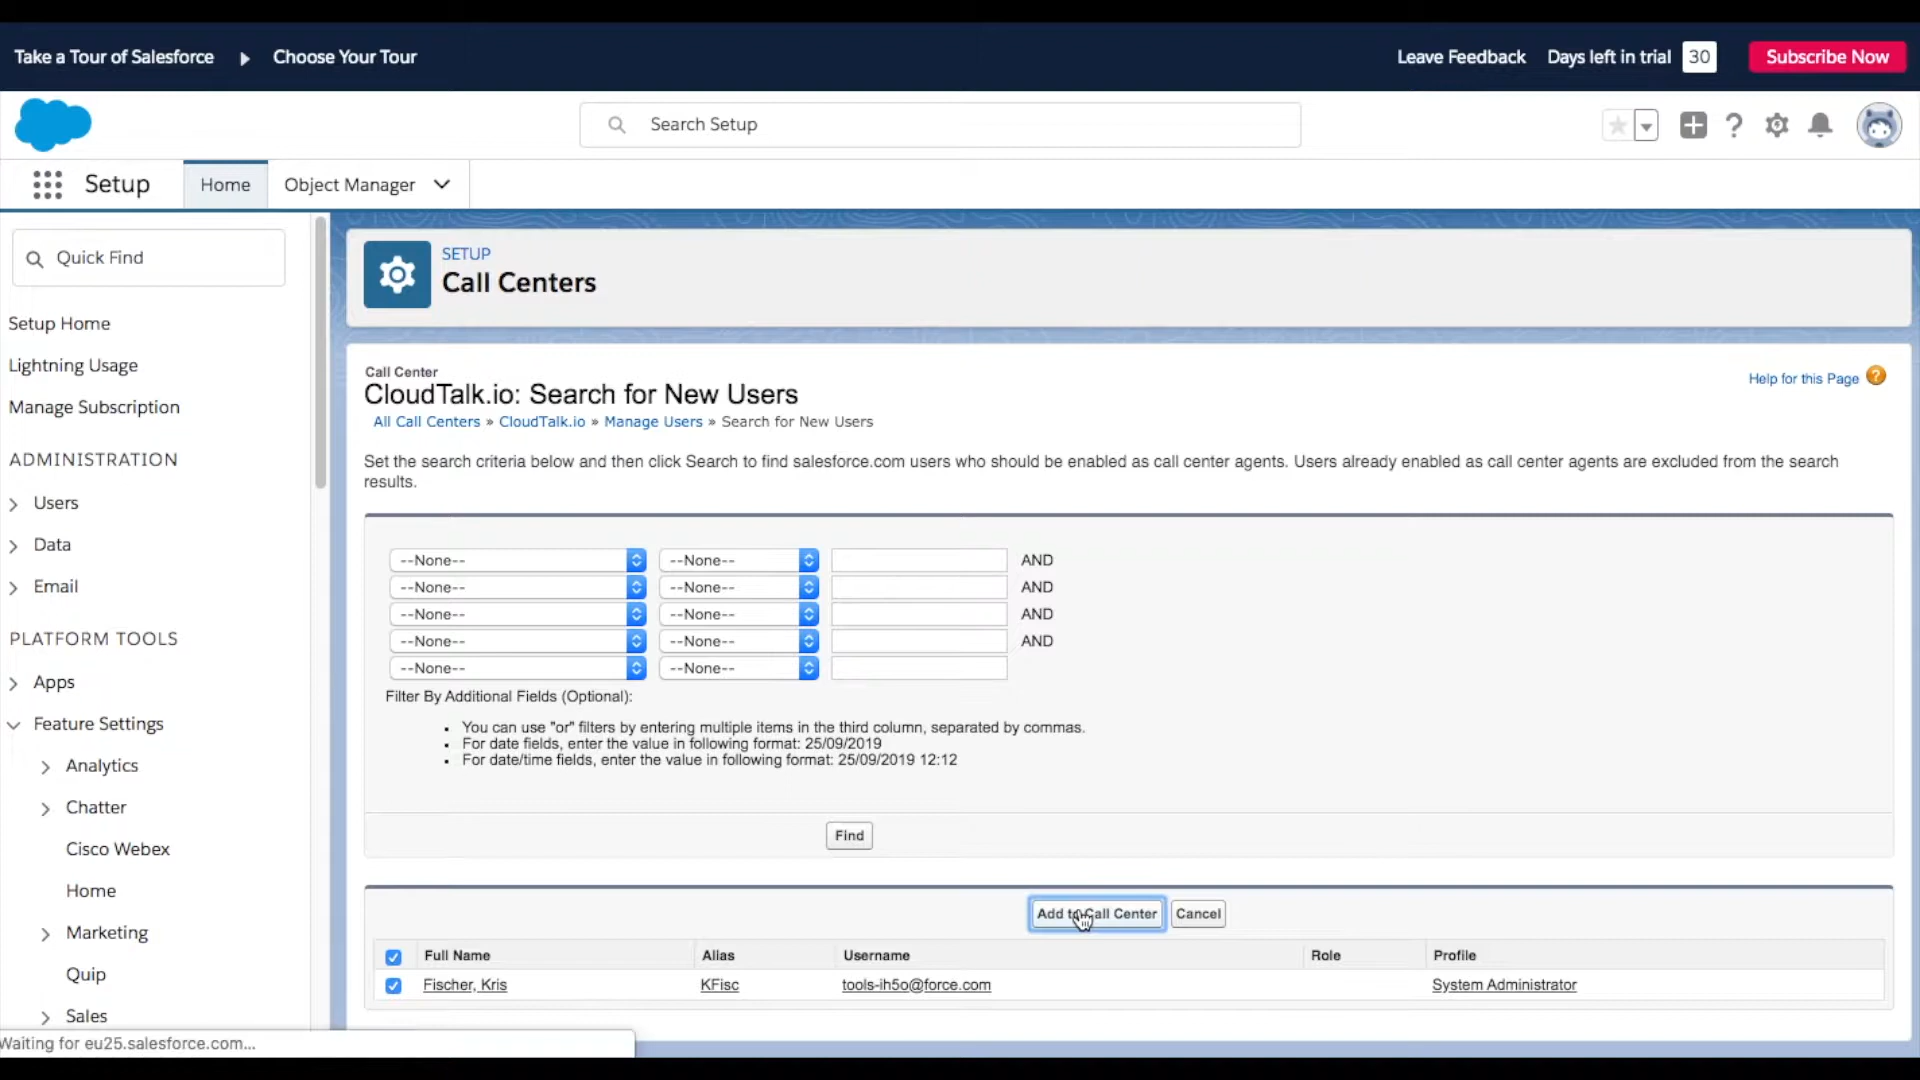 Take a Tour of Salesforce ▶ Choose Your Tour
Leave Feedback Days left in trial 30 Subscribe Now
Search Setup
Setup Home Object Manager
Quick Find
Setup Home
Lightning Usage
Manage Subscription
ADMINISTRATION
Users
Data
Email
PLATFORM TOOLS
Apps
Feature Settings
Analytics
Chatter
Cisco Webex
Home
Marketing
Quip
Sales
Waiting for eu25.salesforce.com...
SETUP
Call Centers
Call Center
CloudTalk.io: Search for New Users
All Call Centers » CloudTalk.io » Manage Users » Search for New Users
Help for this Page ?
Set the search criteria below and then click Search to find salesforce.com users who should be enabled as call center agents. Users already enabled as call center agents are excluded from the search
results.
--None-- --None-- AND
--None-- --None-- AND
--None-- --None-- AND
--None-- --None-- AND
--None-- --None--
Filter By Additional Fields (Optional):
• You can use "or" filters by entering multiple items in the third column, separated by commas.
• For date fields, enter the value in following format: 25/09/2019
• For date/time fields, enter the value in following format: 25/09/2019 12:12
Find
Add to Call Center Cancel
Full Name Alias Username Role Profile
Fischer, Kris KFisc tools-ih5o@force.com System Administrator